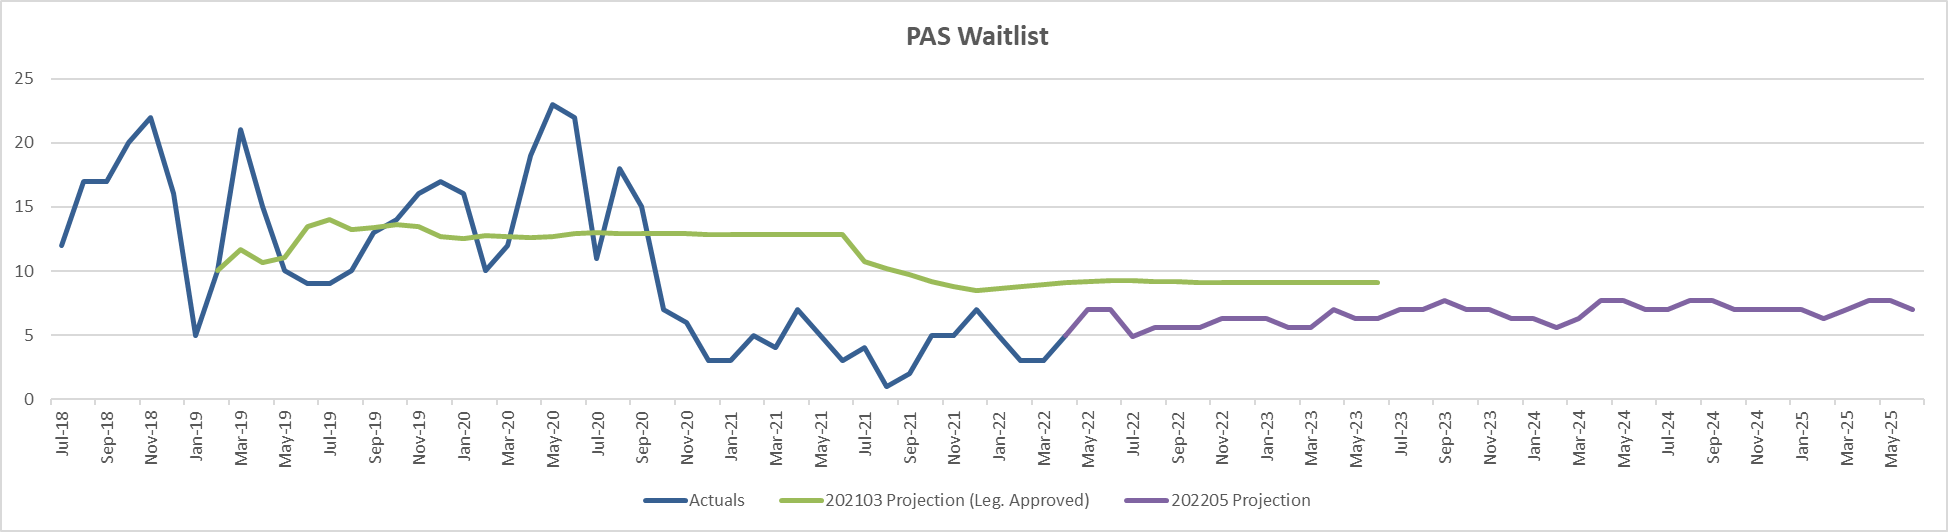 PAS Waitlist
25
20
15
10
5
0
Jul-18
Sep-18
Nov-18
Jan-19
Mar-19
May-19
Jul-19
Sep-19
Nov-19
Jan-20
Mar-20
May-20
Jul-20
Sep-20
Nov-20
Jan-21
Mar-21
May-21
Jul-21
Sep-21
Nov-21
Jan-22
Mar-22
May-22
Jul-22
Sep-22
Nov-22
Jan-23
Mar-23
May-23
Jul-23
Sep-23
Nov-23
Jan-24
Mar-24
May-24
Jul-24
Sep-24
Nov-24
Jan-25
Mar-25
May-25
Actuals
202103 Projection (Leg. Approved)
202205 Projection